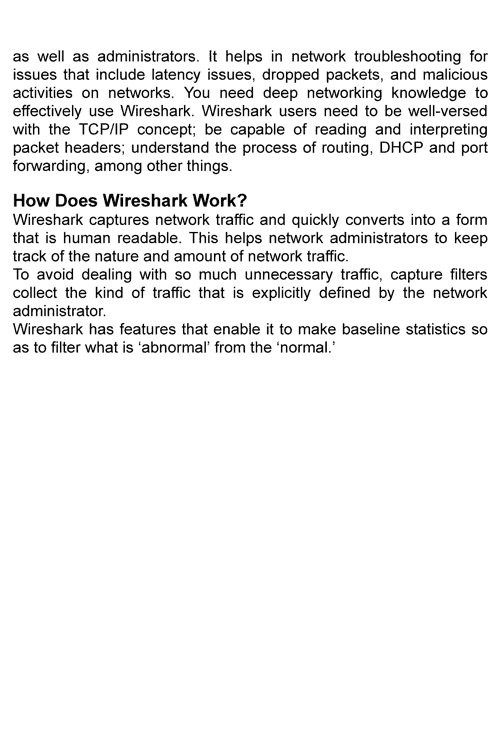 as well as administrators. It helps in network troubleshooting for
issues that include latency issues, dropped packets, and malicious
activities on networks. You need deep networking knowledge to
effectively use Wireshark. Wireshark users need to be well-versed
with the TCP/IP concept; be capable of reading and interpreting
packet headers; understand the process of routing, DHCP and port
forwarding, among other things.
How Does Wireshark Work?
Wireshark captures network traffic and quickly converts into a form
that is human readable. This helps network administrators to keep
track of the nature and amount of network traffic.
To avoid dealing with so much unnecessary traffic, capture filters
collect the kind of traffic that is explicitly defined by the network
administrator.
Wireshark has features that enable it to make baseline statistics so
as to filter what is ‘abnormal’ from the ‘normal.’